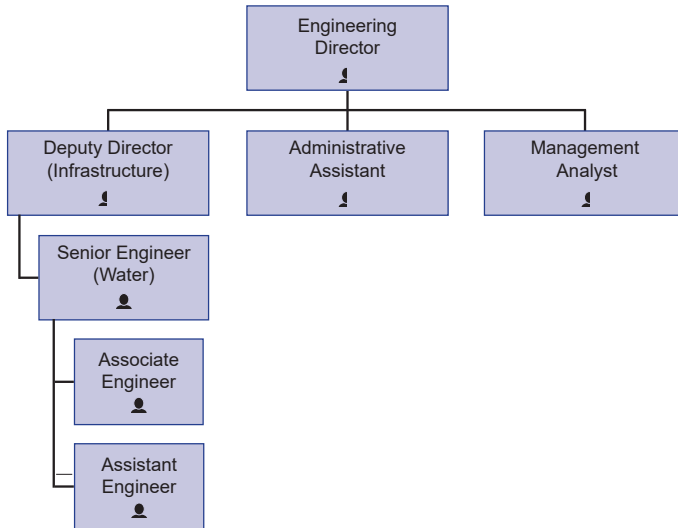 Engineering
Director
Deputy Director
(Infrastructure)
Administrative
Assistant
Management
Analyst
Senior Engineer
(Water)
Associate
Engineer
Assistant
Engineer